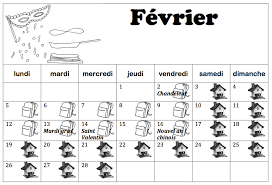 Février
lundi mardi mercredi jeudi vendredi samedi dimanche
1 2 3 4
Chandeleur
5 6 7 8 9 10 11
12 13 14 15 16 17 18
Mardi gras Saint Valentin Nouvel an chinois
19 20 21 22 23 24 25
26 27 28